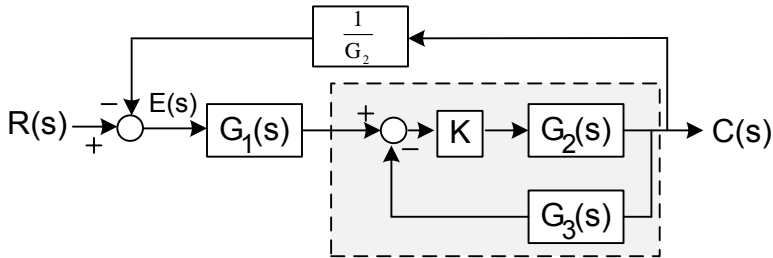 1
G₂
−
E(s)
R(s)
+
G₁(s)
+
−
K
G₂(s)
C(s)
G₃(s)